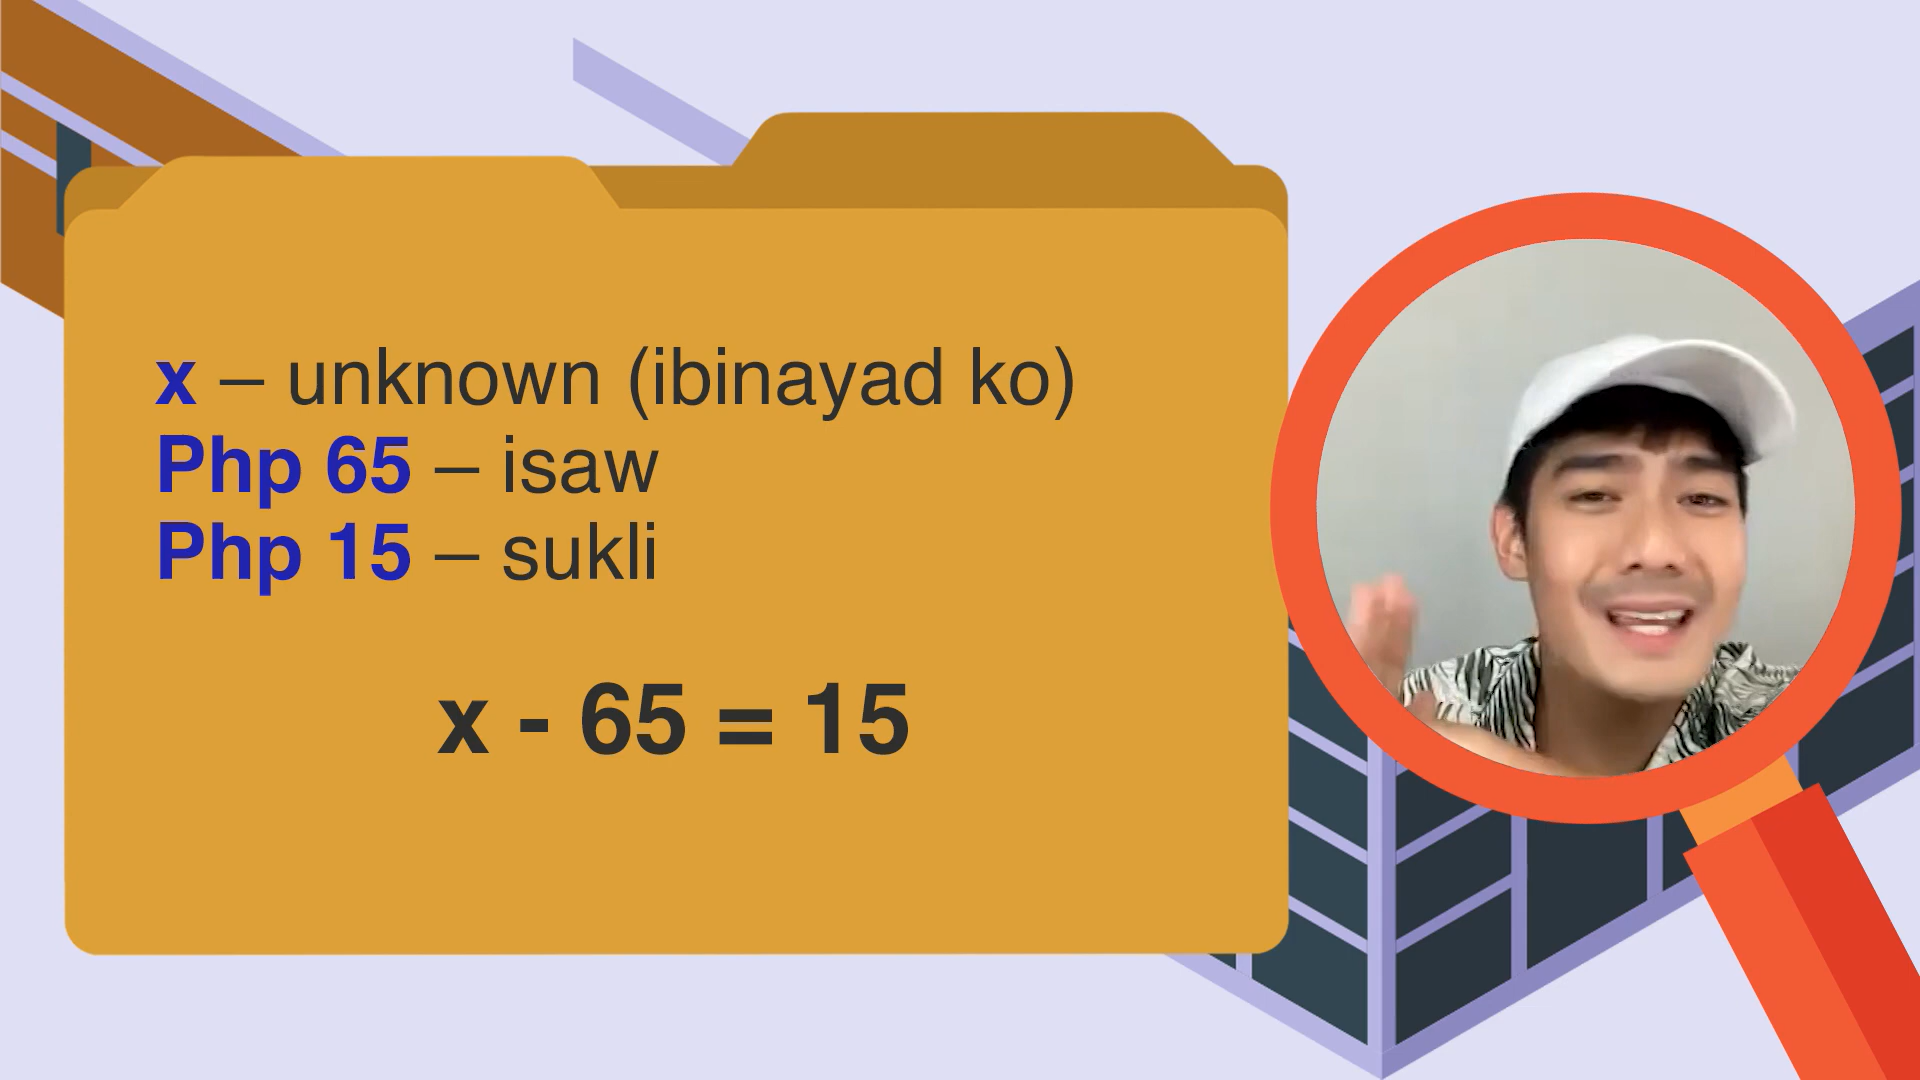 x – unknown (ibinayad ko)
Php 65 – isaw
Php 15 – sukli
x - 65 = 15